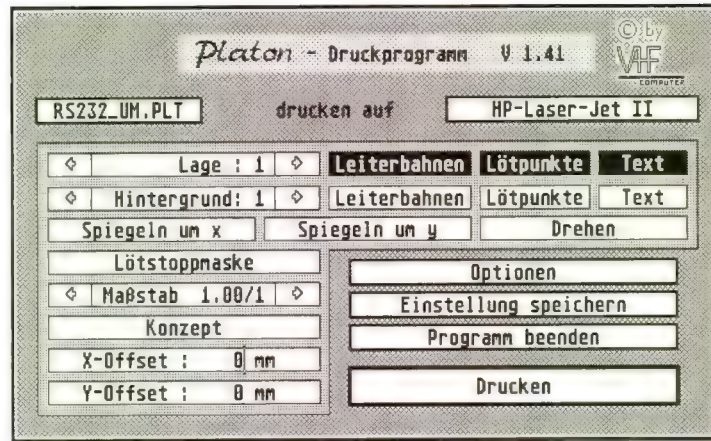 © by
Platon - Druckprogramm V 1.41
VHF
COMPUTER
RS232_UM.PLT drucken auf HP-Laser-Jet II
Lage : 1 Leiterbahnen Lötpunkte Text
Hintergrund: 1 Leiterbahnen Lötpunkte Text
Spiegeln um x Spiegeln um y Drehen
Lötstoppmaske
Optionen
Maßstab 1.00/1
Einstellung speichern
Konzept
Programm beenden
X-Offset : 0 mm
Drucken
Y-Offset : 0 mm